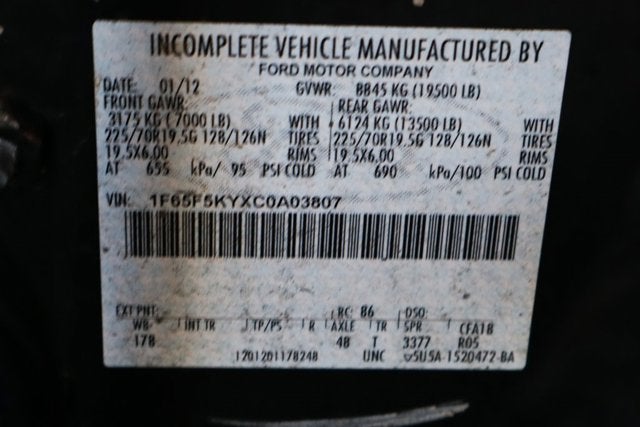 INCOMPLETE VEHICLE MANUFACTURED BY
FORD MOTOR COMPANY
DATE: 01/12 GVWR: 8845 KG (19500 LB)
FRONT GAWR: REAR GAWR:
3175 KG (7000 LB) WITH 6124 KG (13500 LB) WITH
225/70R19.5G 128/126N TIRES 225/70R19.5G 128/126N TIRES
19.5X6.00 RIMS 19.5X6.00 RIMS
AT 655 kPa/ 95 PSI COLD AT 690 kPa/100 PSI COLD
VIN: 1F65F5KYXC0A03807
EXT PNT: RC: 86 DSO:
WB INT TR TP/PS R AXLE TR SPR CFA18
178 4B T 3377 R05
1201201178248 UNC 5U5A-1520472-BA